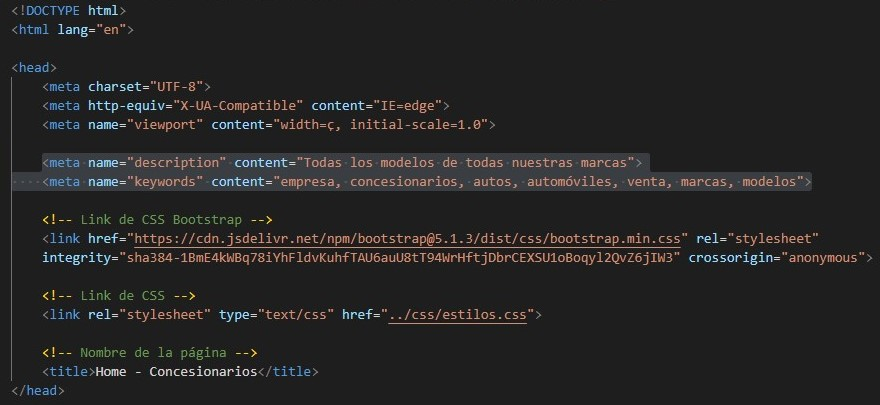 <!DOCTYPE html>
<html lang="en">
<head>
<meta charset="UTF-8">
<meta http-equiv="X-UA-Compatible" content="IE=edge">
<meta name="viewport" content="width=ç, initial-scale=1.0">
<meta name="description" content="Todas los modelos de todas nuestras marcas">
<meta name="keywords" content="empresa, concesionarios, autos, automóviles, venta, marcas, modelos">
<!-- Link de CSS Bootstrap -->
<link href="https://cdn.jsdelivr.net/npm/bootstrap@5.1.3/dist/css/bootstrap.min.css" rel="stylesheet"
integrity="sha384-1BmE4kWBq78iYhFldvKuhfTAU6auU8tT94WrHftjDbrCEXSU1oBoqyl2QvZ6jIW3" crossorigin="anonymous">
<!-- Link de CSS -->
<link rel="stylesheet" type="text/css" href="../css/estilos.css">
<!-- Nombre de la página -->
<title>Home - Concesionarios</title>
</head>